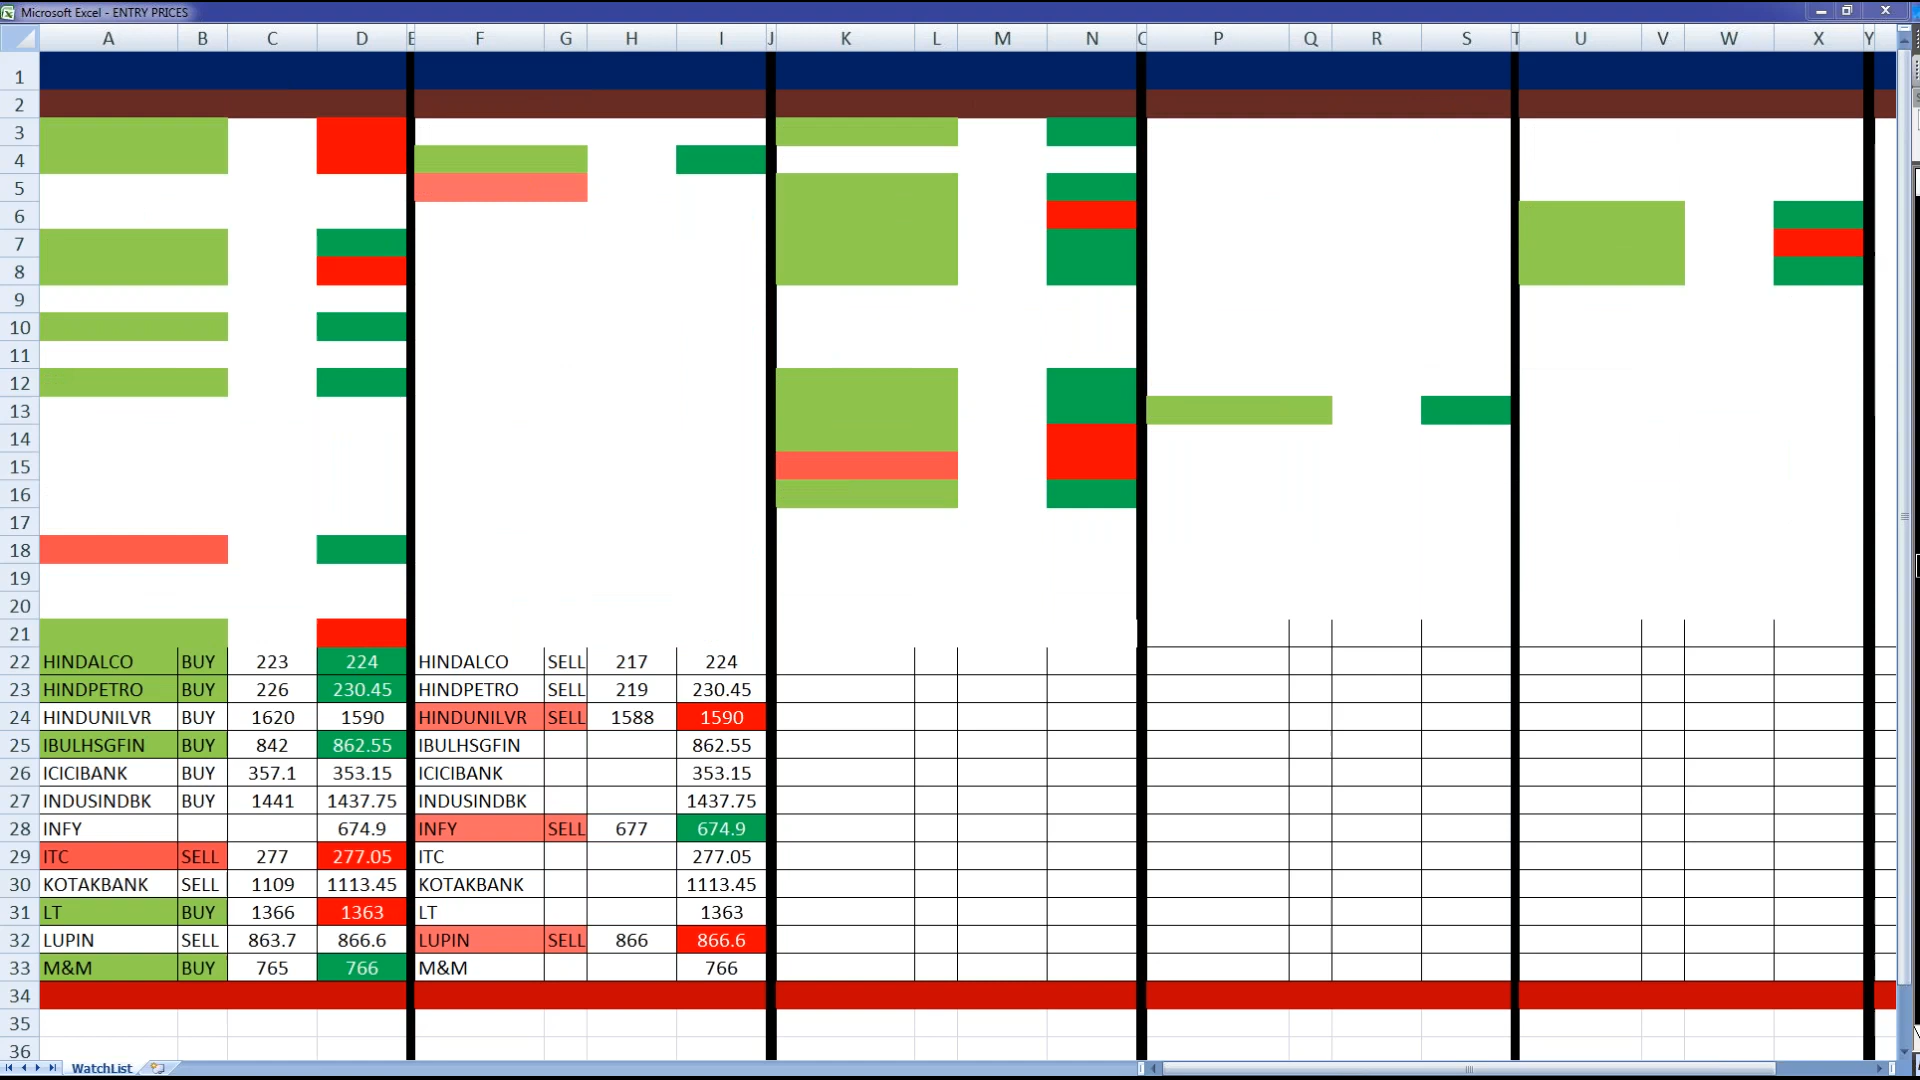 Microsoft Excel - ENTRY PRICES
A B C D E F G H I J K L M N P Q R S T U V W X Y
1
2
3
4
5
6
7
8
9
10
11
12
13
14
15
16
17
18
19
20
21
22 HINDALCO BUY 223 224 HINDALCO SELL 217 224
23 HINDPETRO BUY 226 230.45 HINDPETRO SELL 219 230.45
24 HINDUNILVR BUY 1620 1590 HINDUNILVR SELL 1588 1590
25 IBULHSGFIN BUY 842 862.55 IBULHSGFIN 862.55
26 ICICIBANK BUY 357.1 353.15 ICICIBANK 353.15
27 INDUSINDBK BUY 1441 1437.75 INDUSINDBK 1437.75
28 INFY 674.9 INFY SELL 677 674.9
29 ITC SELL 277 277.05 ITC 277.05
30 KOTAKBANK SELL 1109 1113.45 KOTAKBANK 1113.45
31 LT BUY 1366 1363 LT 1363
32 LUPIN SELL 863.7 866.6 LUPIN SELL 866 866.6
33 M&M BUY 765 766 M&M 766
34
35
36
WatchList